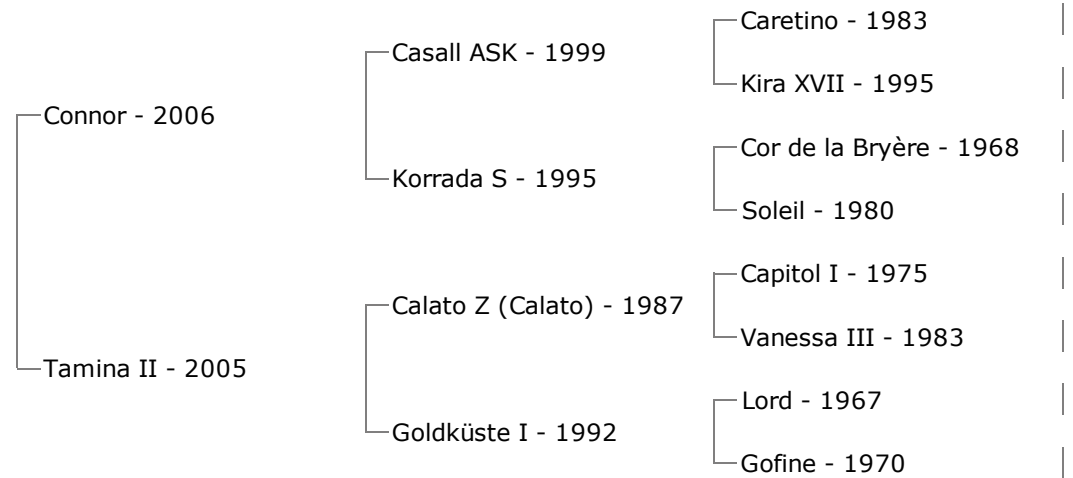 Caretino - 1983
Casall ASK - 1999
Kira XVII - 1995
Connor - 2006
Cor de la Bryère - 1968
Korrada S - 1995
Soleil - 1980
Capitol I - 1975
Calato Z (Calato) - 1987
Vanessa III - 1983
Tamina II - 2005
Lord - 1967
Goldküste I - 1992
Gofine - 1970